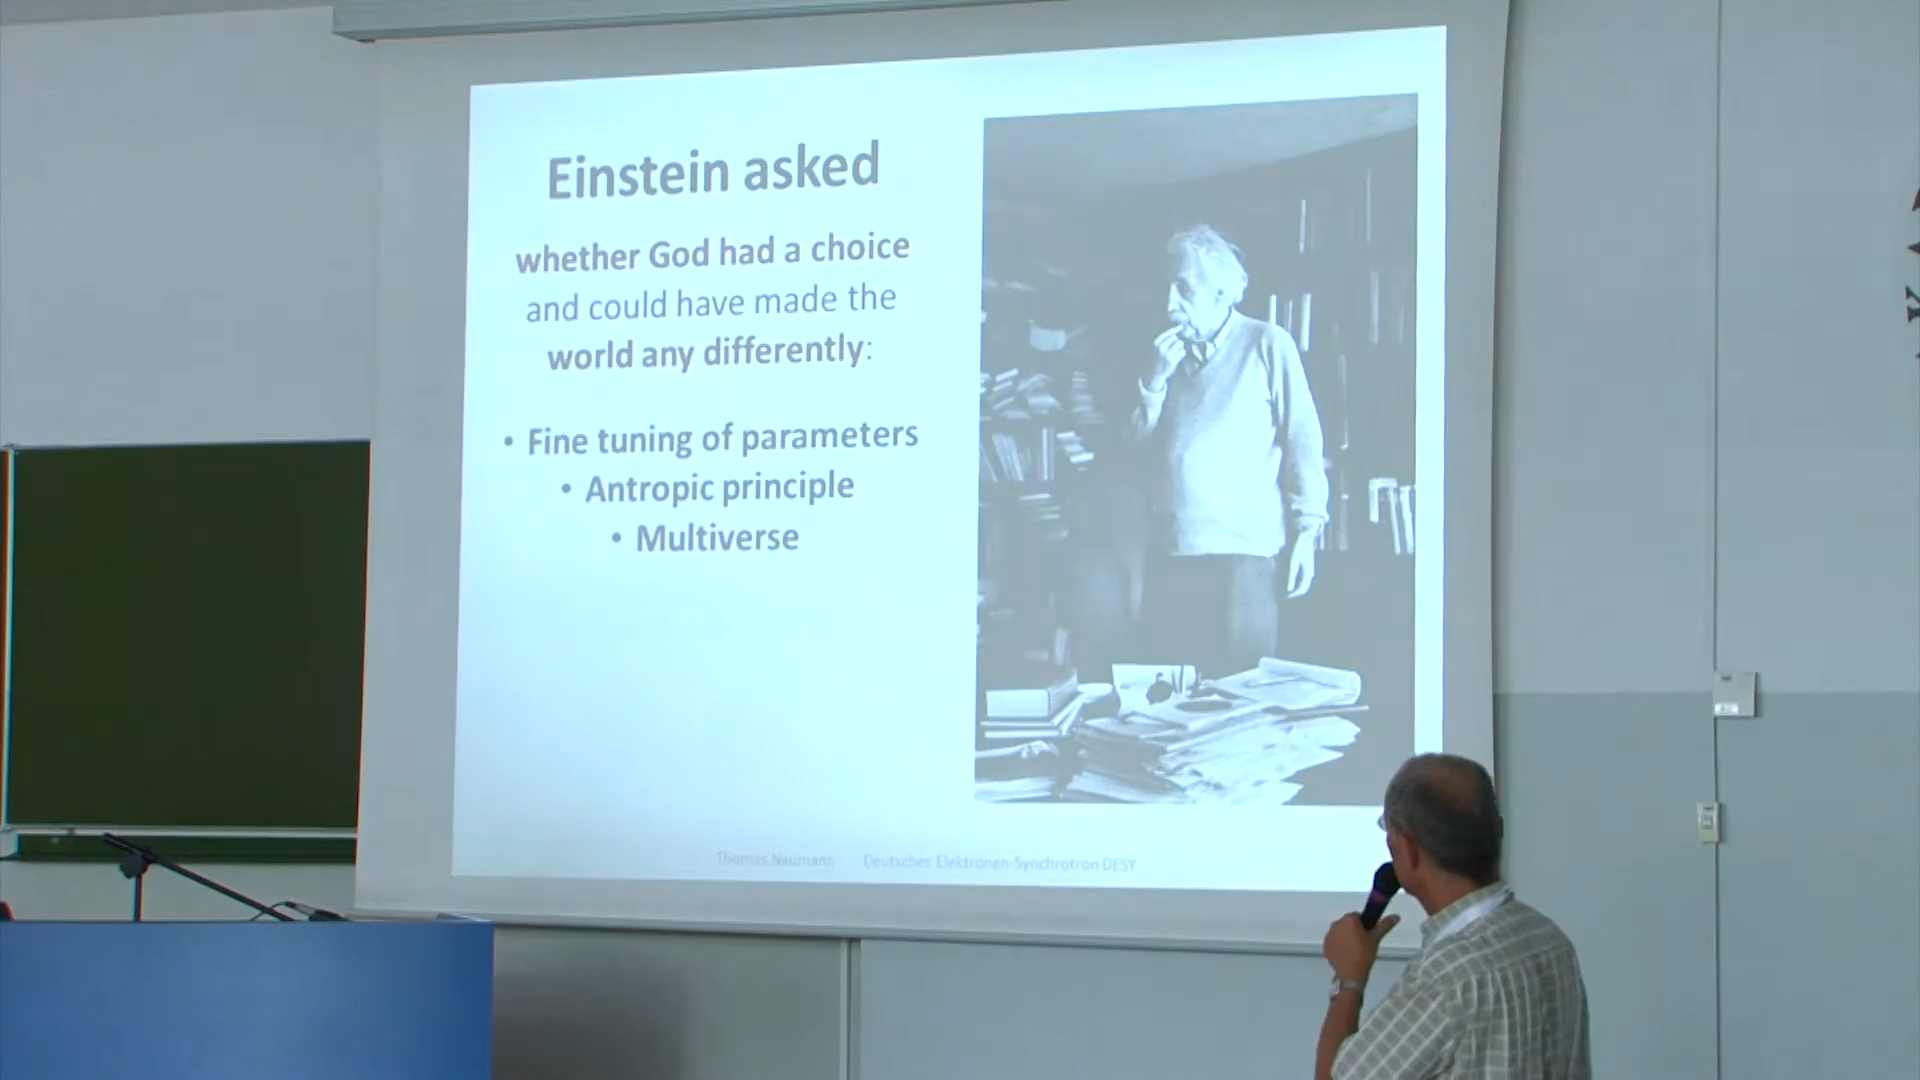 Einstein asked
whether God had a choice
and could have made the
world any differently:
• Fine tuning of parameters
• Antropic principle
• Multiverse
Thomas Naumann Deutsches Elektronen-Synchrotron DESY